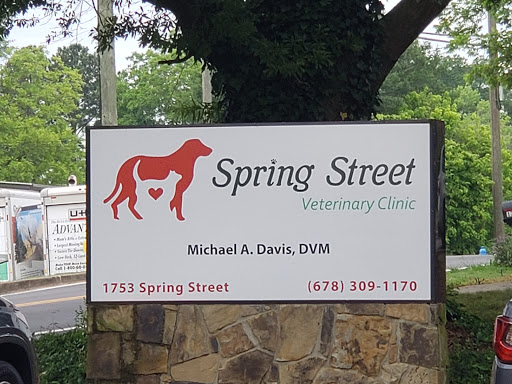 Spring Street
Veterinary Clinic
Michael A. Davis, DVM
1753 Spring Street
(678) 309-1170